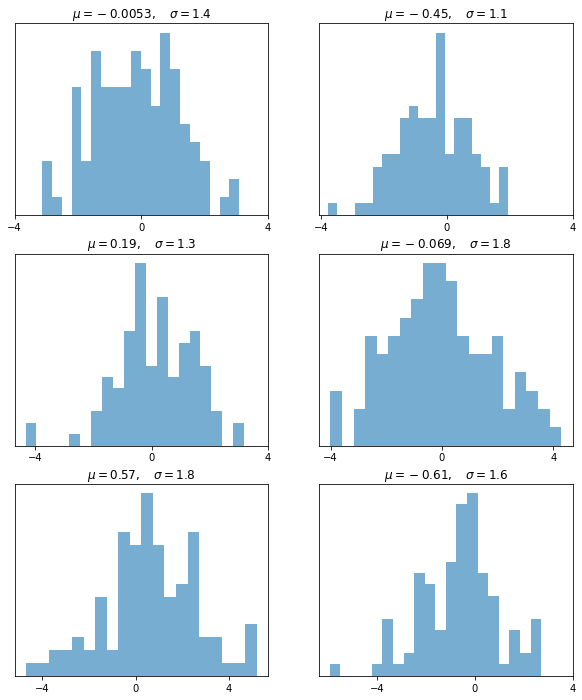 μ = −0.0053, σ = 1.4
−4 0 4
μ = −0.45, σ = 1.1
−4 0 4
μ = 0.19, σ = 1.3
−4 0 4
μ = −0.069, σ = 1.8
−4 0 4
μ = 0.57, σ = 1.8
−4 0 4
μ = −0.61, σ = 1.6
−4 0 4